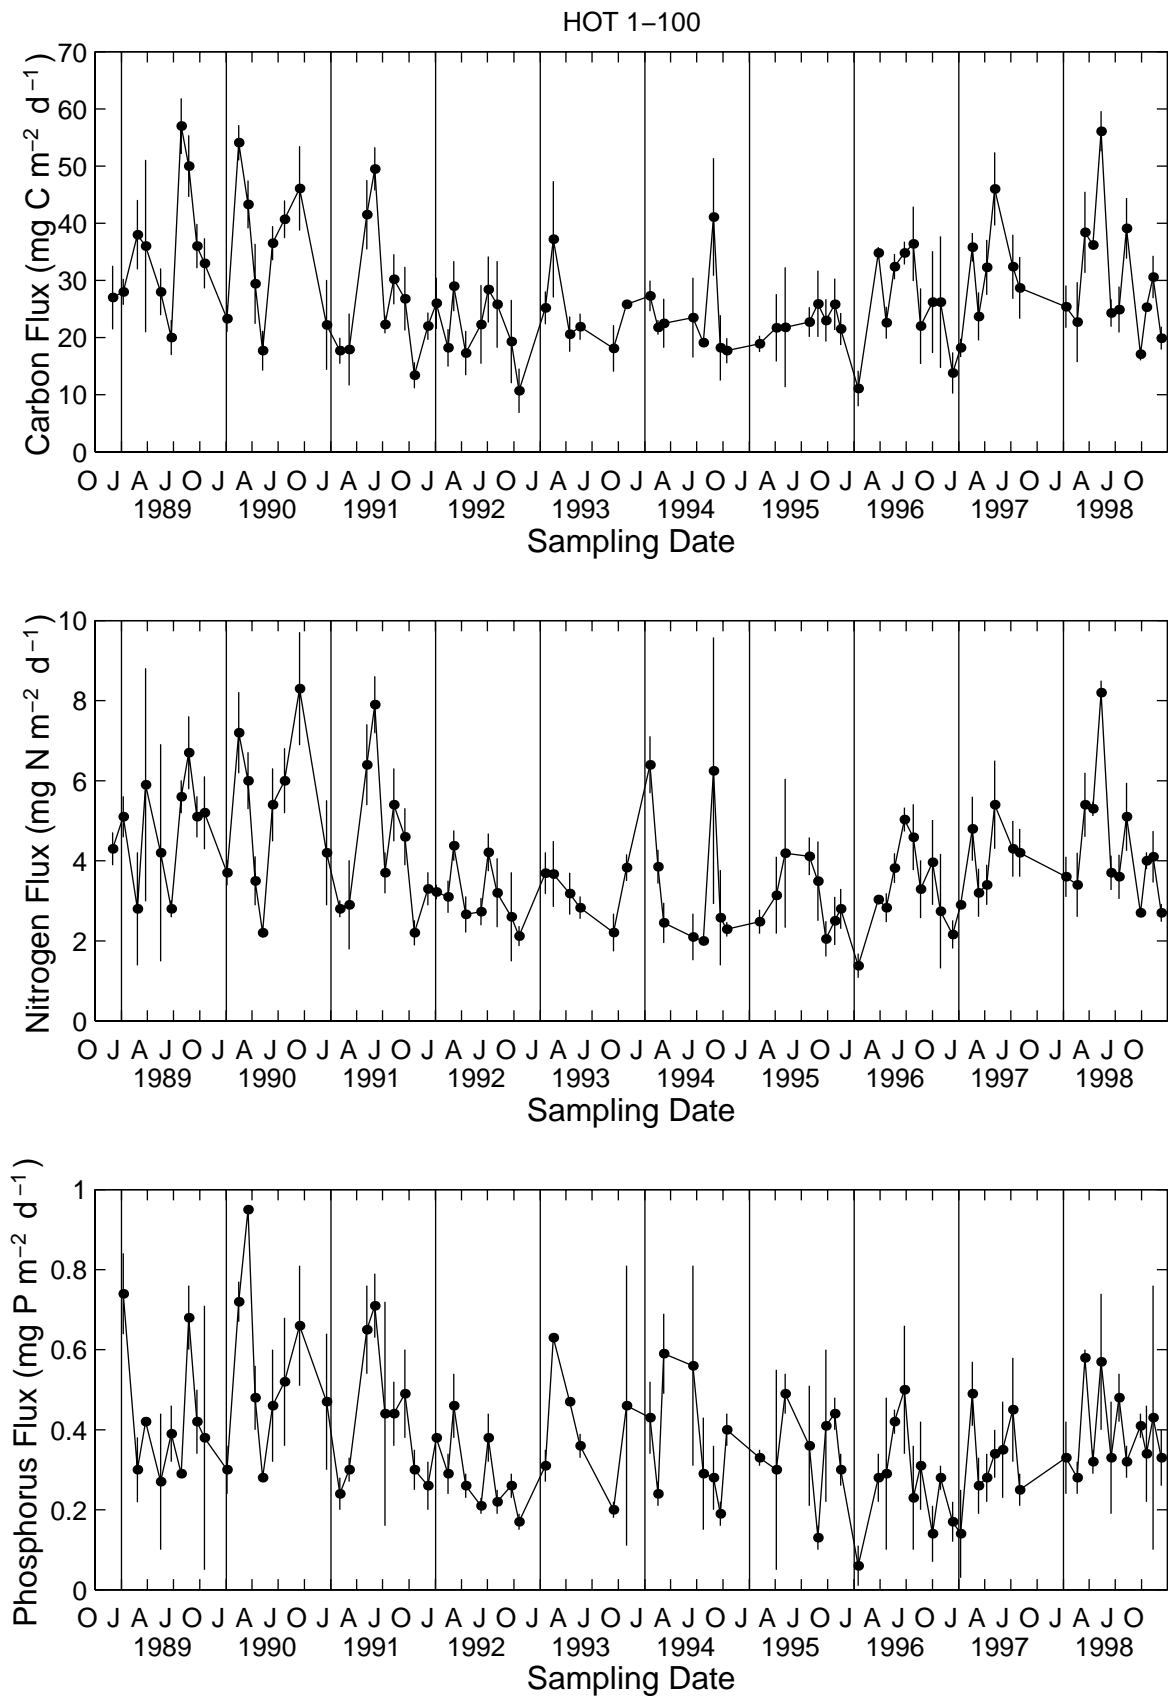 HOT 1–100
Carbon Flux (mg C m−2 d−1)
70
60
50
40
30
20
10
0
O J A J O J A J O J A J O J A J O J A J O J A J O J A J O J A J O J A J O J A J O
1989 1990 1991 1992 1993 1994 1995 1996 1997 1998
Sampling Date
Nitrogen Flux (mg N m−2 d−1)
10
8
6
4
2
0
O J A J O J A J O J A J O J A J O J A J O J A J O J A J O J A J O J A J O J A J O
1989 1990 1991 1992 1993 1994 1995 1996 1997 1998
Sampling Date
Phosphorus Flux (mg P m−2 d−1)
1
0.8
0.6
0.4
0.2
0
O J A J O J A J O J A J O J A J O J A J O J A J O J A J O J A J O J A J O J A J O
1989 1990 1991 1992 1993 1994 1995 1996 1997 1998
Sampling Date